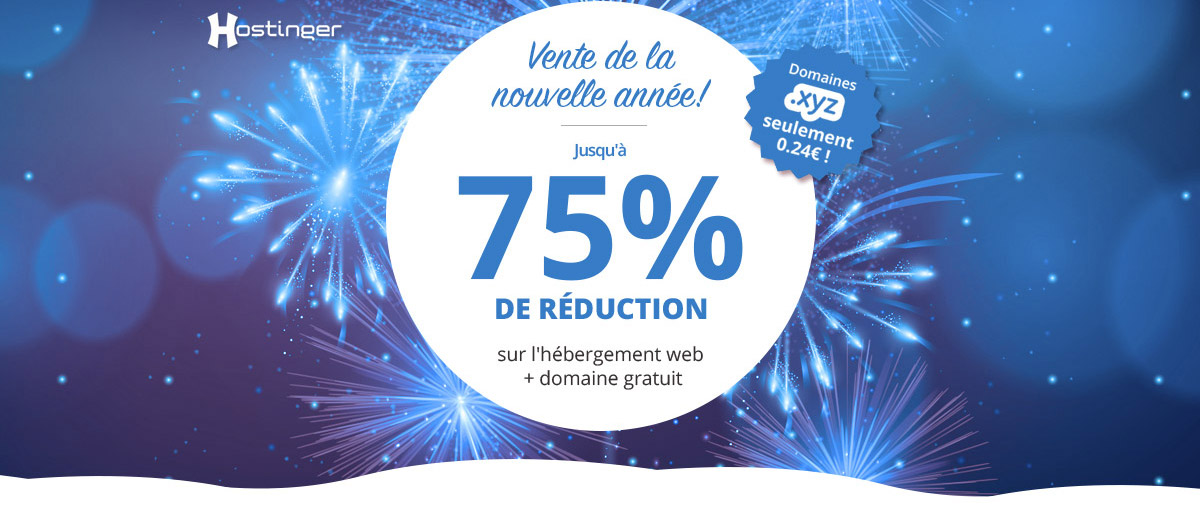 Hostinger
Vente de la
nouvelle année!
Jusqu'à
75%
DE RÉDUCTION
sur l'hébergement web
+ domaine gratuit
Domaines
.xyz
seulement
0.24€ !